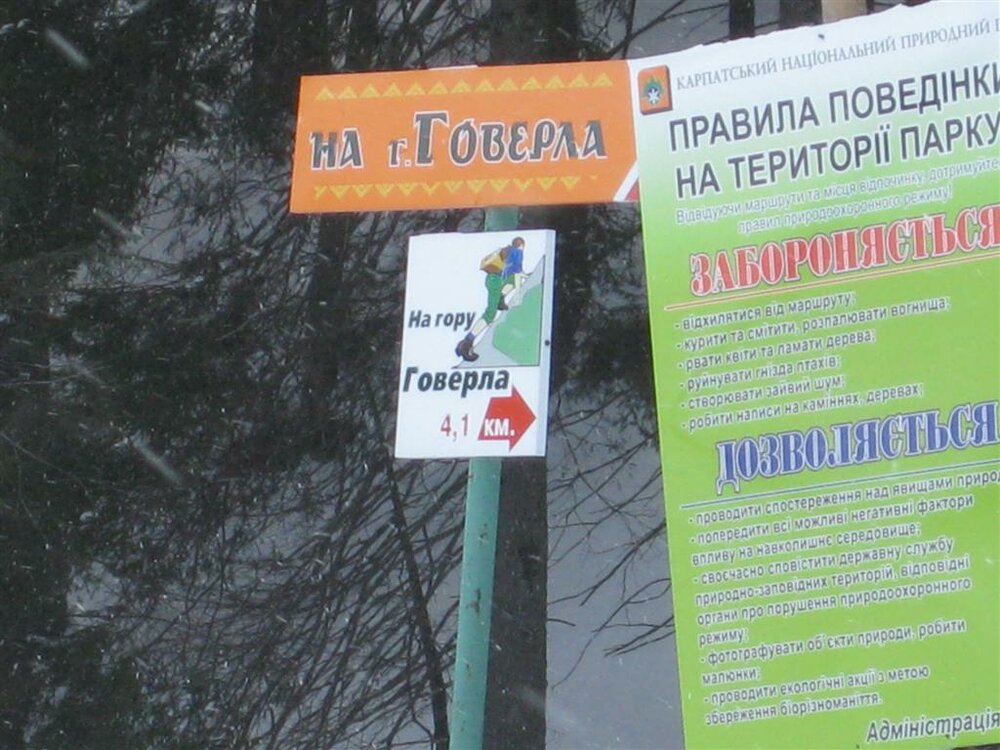 на г. Говерла
На гору
Говерла
4,1 км.
КАРПАТСЬКИЙ НАЦІОНАЛЬНИЙ ПРИРОДНИЙ
ПРАВИЛА ПОВЕДІНКИ
НА ТЕРИТОРІЇ ПАРКУ
Відвідуючи маршрути та місця відпочинку, дотримуйтесь
правил природоохоронного режиму!
ЗАБОРОНЯЄТЬСЯ
- відхилятися від маршруту;
- курити та смітити, розпалювати вогнища;
- рвати квіти та ламати дерева;
- руйнувати гнізда птахів;
- створювати зайвий шум;
- робити написи на каміннях, деревах;
ДОЗВОЛЯЄТЬСЯ
- проводити спостереження над явищами природ
- попередити всі можливі негативні фактори
впливу на навколишнє середовище;
- своєчасно сповістити державну службу
природно-заповідних територій, відповідні
органи про порушення природоохоронного
режиму;
- фотографувати об'єкти природи, робити
малюнки;
- проводити екологічні акції з метою
збереження біорізноманіття.
Адміністрація